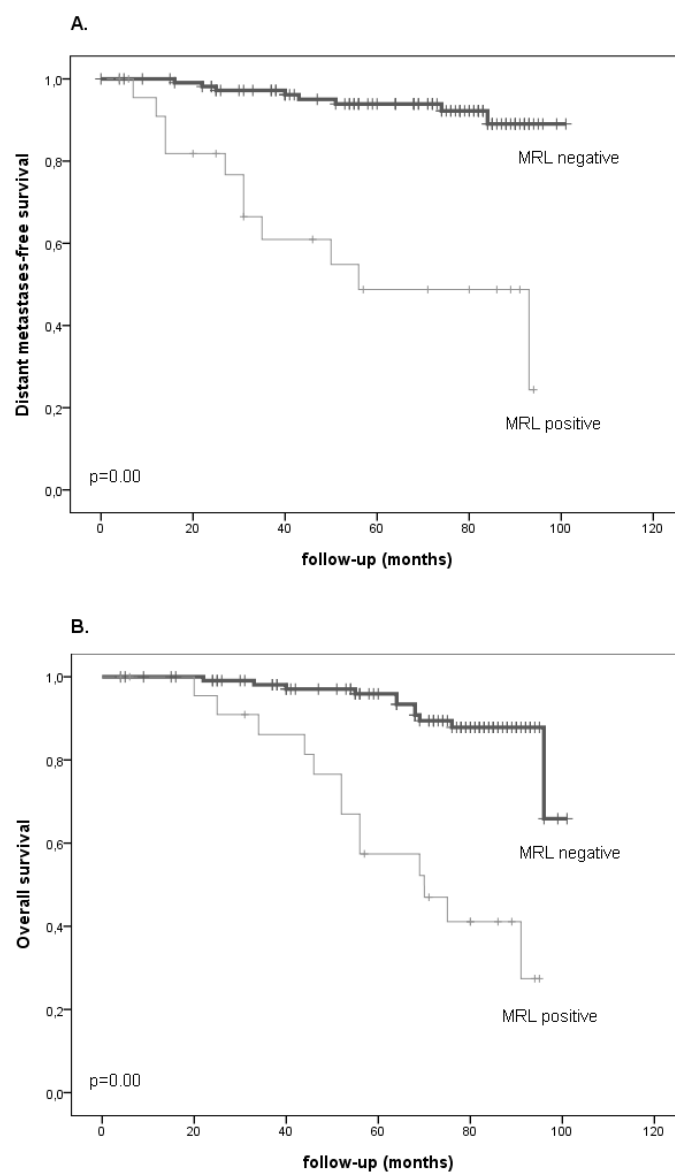 A.
Distant metastases-free survival
1,0
0,8
0,6
0,4
0,2
0,0
MRL negative
MRL positive
p=0.00
0 20 40 60 80 100 120
follow-up (months)
B.
Overall survival
1,0
0,8
0,6
0,4
0,2
0,0
MRL negative
MRL positive
p=0.00
0 20 40 60 80 100 120
follow-up (months)